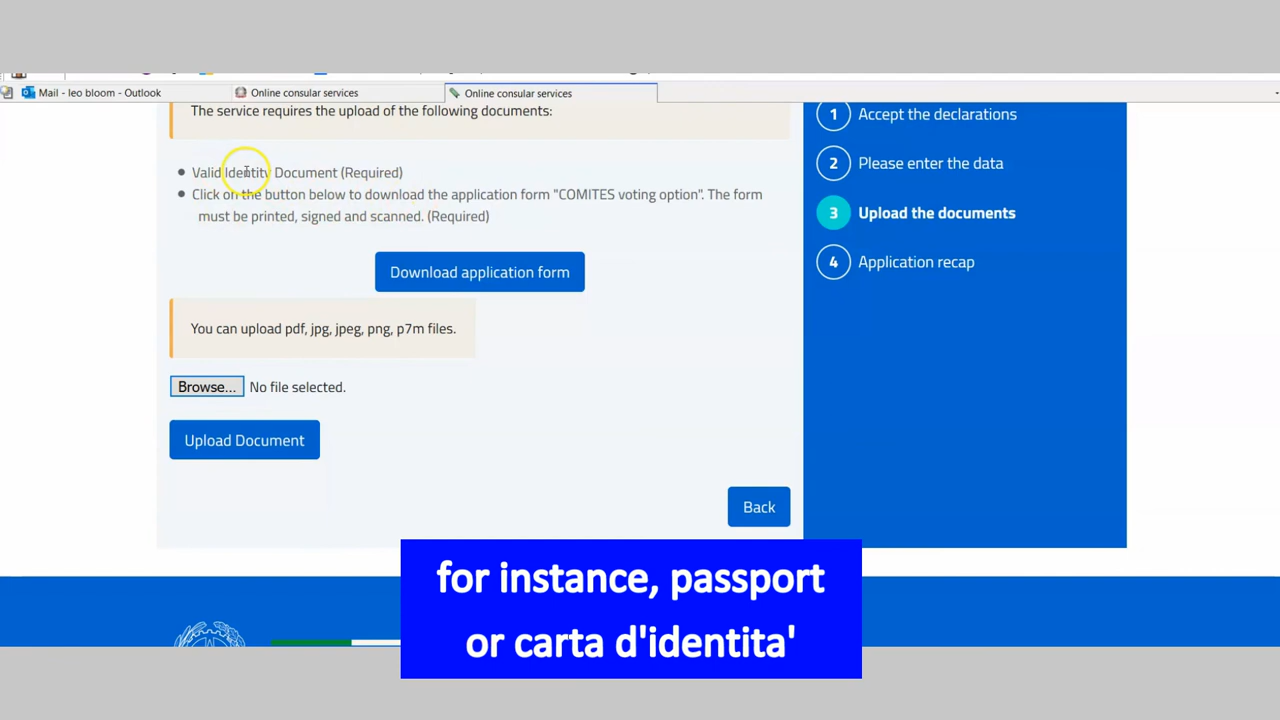 Mail - leo bloom - Outlook
Online consular services
Online consular services
The service requires the upload of the following documents:
Valid Identity Document (Required)
Click on the button below to download the application form "COMITES voting option". The form
must be printed, signed and scanned. (Required)
Download application form
You can upload pdf, jpg, jpeg, png, p7m files.
Browse... No file selected.
Upload Document
Back
1 Accept the declarations
2 Please enter the data
3 Upload the documents
4 Application recap
for instance, passport
or carta d'identita'